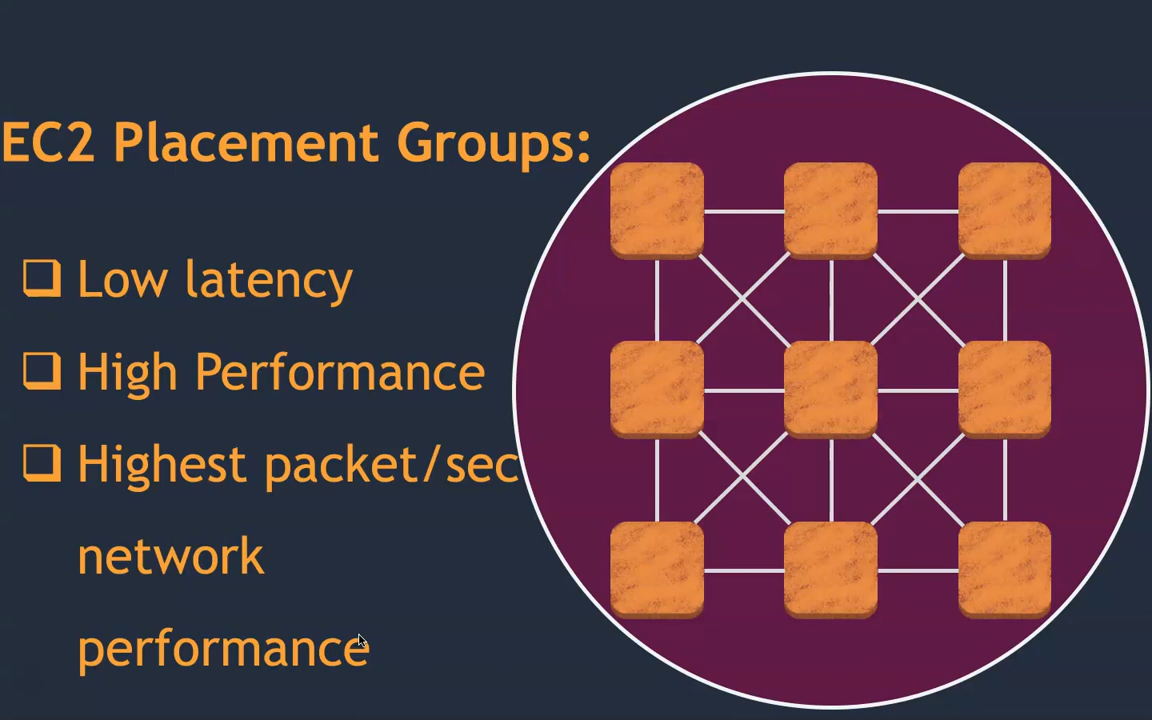 EC2 Placement Groups:
❑ Low latency
❑ High Performance
❑ Highest packet/sec
network
performance